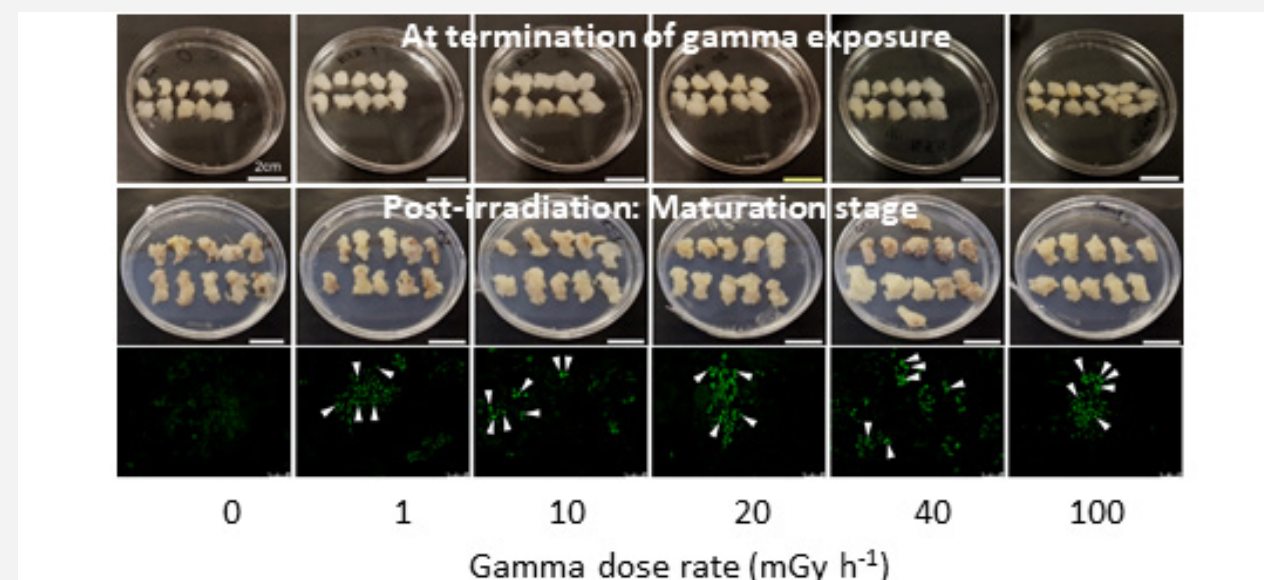 At termination of gamma exposure
2cm
Post-irradiation: Maturation stage
0 1 10 20 40 100
Gamma dose rate (mGy h⁻¹)